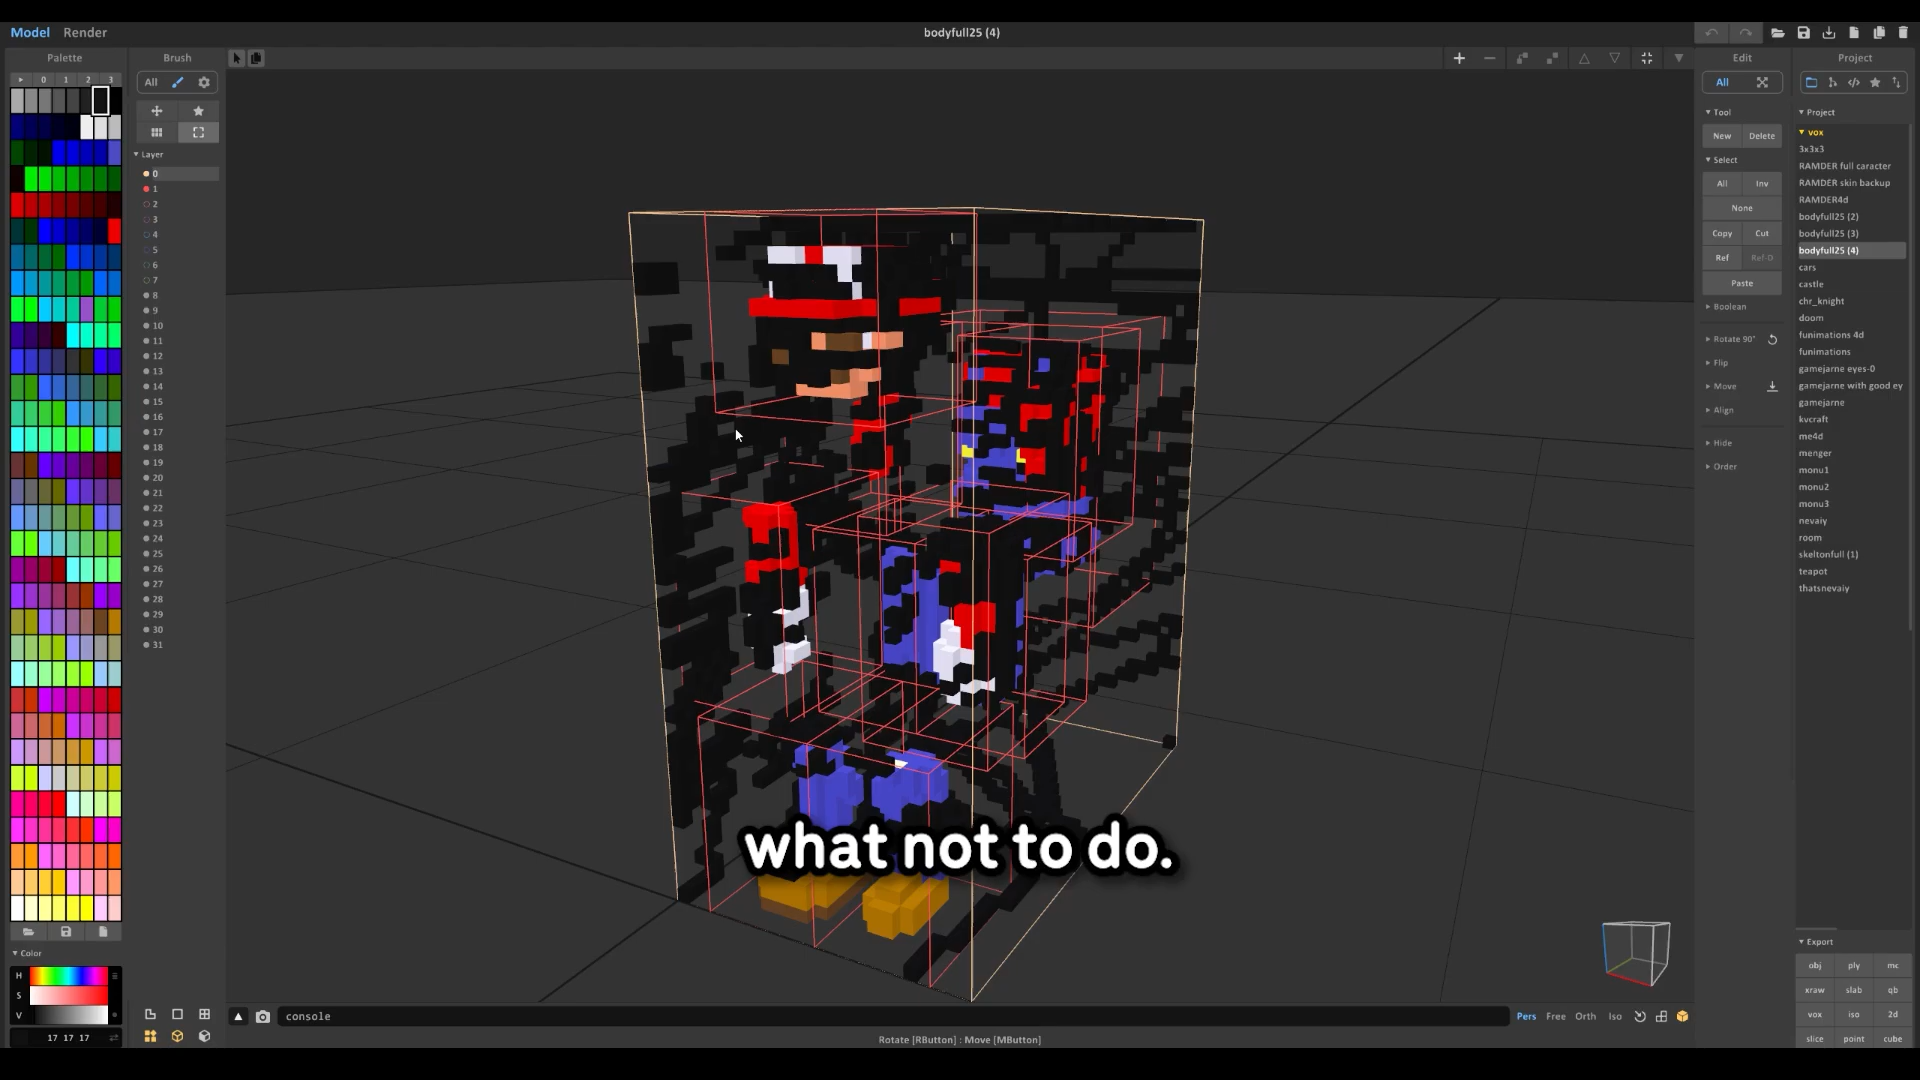 Model Render
bodyfull25 (4)
Palette
Brush
Edit
Project
0 1 2 3
All
All
Tool
New Delete
Select
All Inv
None
Copy Cut
Ref Ref-D
Paste
Boolean
Rotate 90°
Flip
Move
Align
Hide
Order
Layer
0
1
2
3
4
5
6
7
8
9
10
11
12
13
14
15
16
17
18
19
20
21
22
23
24
25
26
27
28
29
30
31
Project
vox
3x3x3
RAMDER full caracter
RAMDER skin backup
RAMDER4d
bodyfull25 (2)
bodyfull25 (3)
bodyfull25 (4)
cars
castle
chr_knight
doom
funimations 4d
funimations
gamejarne eyes-0
gamejarne with good ey
gamejarne
kvcraft
me4d
menger
monu1
monu2
monu3
nevaiy
room
skeltonfull (1)
teapot
thatsnevaiy
what not to do.
Color
H
S
V
17 17 17
console
Pers Free Orth Iso
Rotate [RButton] : Move [MButton]
Export
obj ply mc
xraw slab qb
vox iso 2d
slice point cube